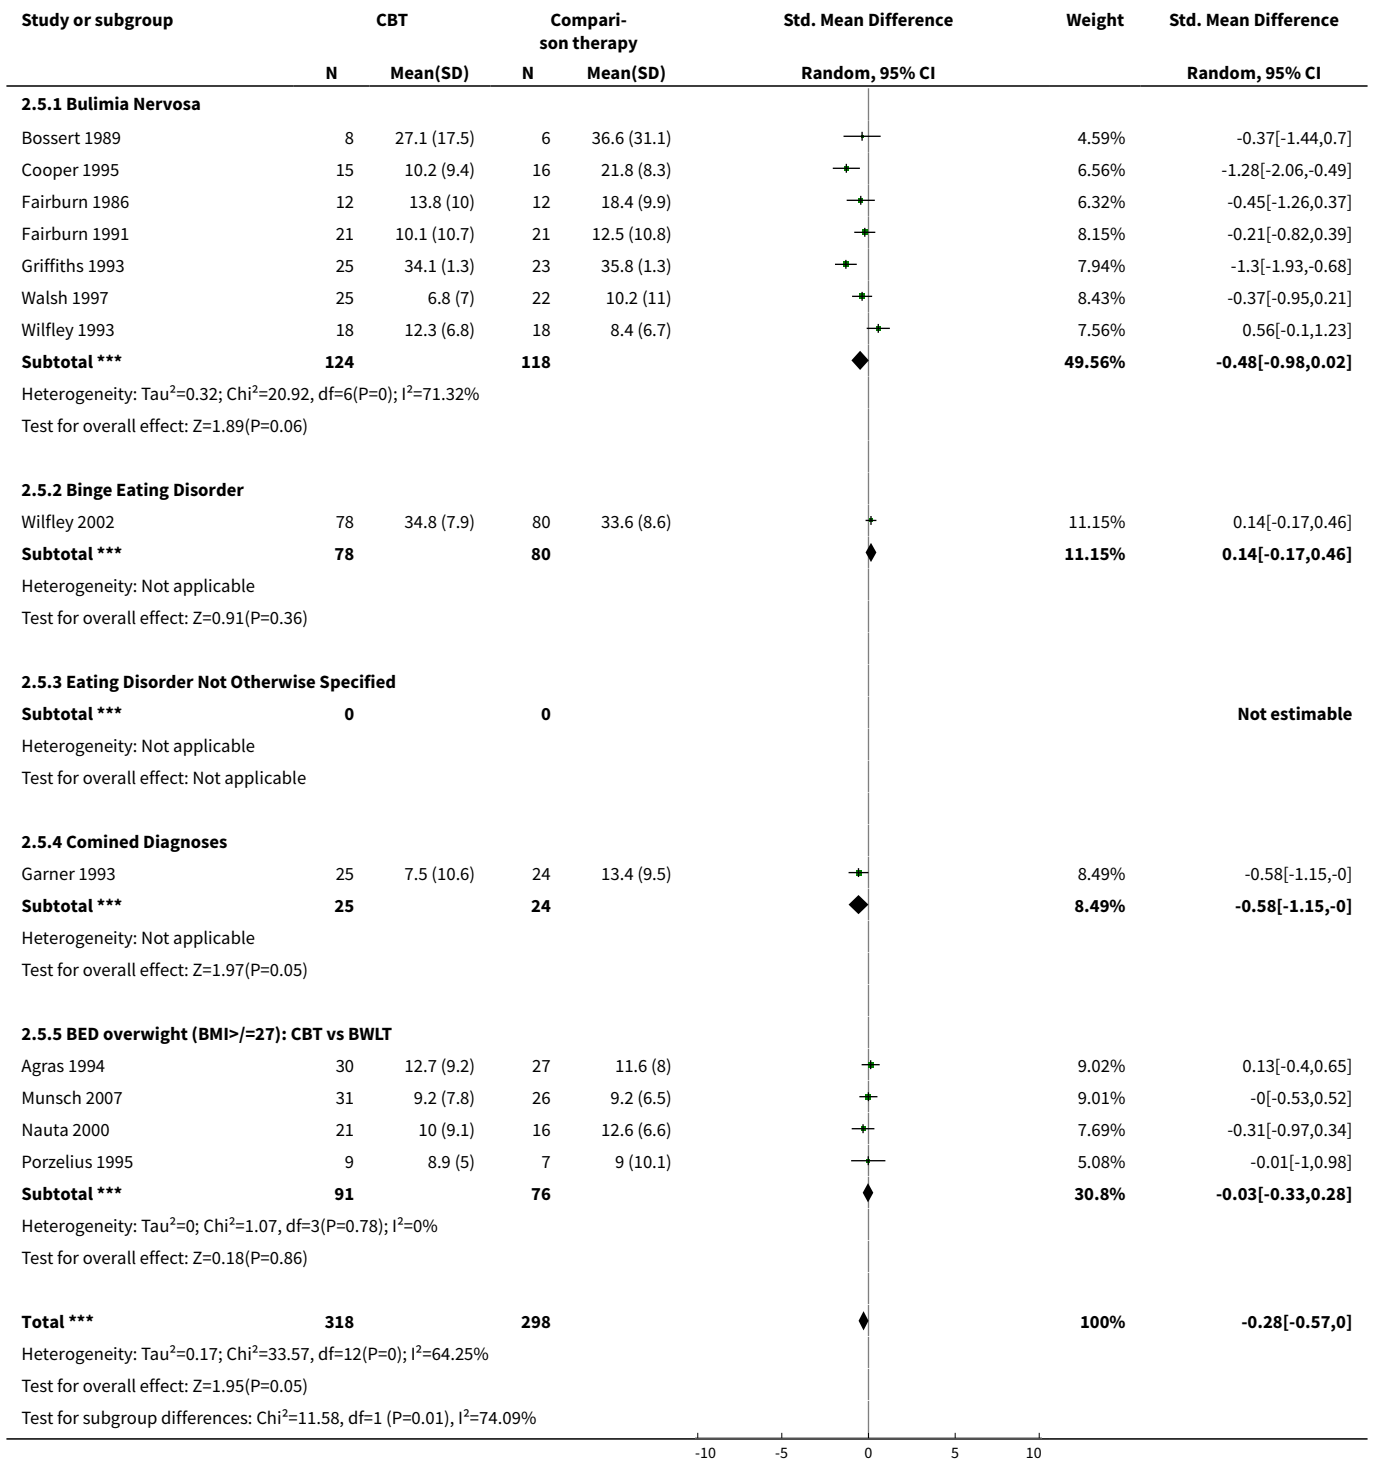 Study or subgroup CBT Compari-son therapy Std. Mean Difference Weight Std. Mean Difference
N Mean(SD) N Mean(SD) Random, 95% CI Random, 95% CI
2.5.1 Bulimia Nervosa
Bossert 1989 8 27.1 (17.5) 6 36.6 (31.1) 4.59% -0.37[-1.44,0.7]
Cooper 1995 15 10.2 (9.4) 16 21.8 (8.3) 6.56% -1.28[-2.06,-0.49]
Fairburn 1986 12 13.8 (10) 12 18.4 (9.9) 6.32% -0.45[-1.26,0.37]
Fairburn 1991 21 10.1 (10.7) 21 12.5 (10.8) 8.15% -0.21[-0.82,0.39]
Griffiths 1993 25 34.1 (1.3) 23 35.8 (1.3) 7.94% -1.3[-1.93,-0.68]
Walsh 1997 25 6.8 (7) 22 10.2 (11) 8.43% -0.37[-0.95,0.21]
Wilfley 1993 18 12.3 (6.8) 18 8.4 (6.7) 7.56% 0.56[-0.1,1.23]
Subtotal *** 124 118 49.56% -0.48[-0.98,0.02]
Heterogeneity: Tau²=0.32; Chi²=20.92, df=6(P=0); I²=71.32%
Test for overall effect: Z=1.89(P=0.06)
2.5.2 Binge Eating Disorder
Wilfley 2002 78 34.8 (7.9) 80 33.6 (8.6) 11.15% 0.14[-0.17,0.46]
Subtotal *** 78 80 11.15% 0.14[-0.17,0.46]
Heterogeneity: Not applicable
Test for overall effect: Z=0.91(P=0.36)
2.5.3 Eating Disorder Not Otherwise Specified
Subtotal *** 0 0 Not estimable
Heterogeneity: Not applicable
Test for overall effect: Not applicable
2.5.4 Comined Diagnoses
Garner 1993 25 7.5 (10.6) 24 13.4 (9.5) 8.49% -0.58[-1.15,-0]
Subtotal *** 25 24 8.49% -0.58[-1.15,-0]
Heterogeneity: Not applicable
Test for overall effect: Z=1.97(P=0.05)
2.5.5 BED overwight (BMI>/=27): CBT vs BWLT
Agras 1994 30 12.7 (9.2) 27 11.6 (8) 9.02% 0.13[-0.4,0.65]
Munsch 2007 31 9.2 (7.8) 26 9.2 (6.5) 9.01% -0[-0.53,0.52]
Nauta 2000 21 10 (9.1) 16 12.6 (6.6) 7.69% -0.31[-0.97,0.34]
Porzelius 1995 9 8.9 (5) 7 9 (10.1) 5.08% -0.01[-1,0.98]
Subtotal *** 91 76 30.8% -0.03[-0.33,0.28]
Heterogeneity: Tau²=0; Chi²=1.07, df=3(P=0.78); I²=0%
Test for overall effect: Z=0.18(P=0.86)
Total *** 318 298 100% -0.28[-0.57,0]
Heterogeneity: Tau²=0.17; Chi²=33.57, df=12(P=0); I²=64.25%
Test for overall effect: Z=1.95(P=0.05)
Test for subgroup differences: Chi²=11.58, df=1 (P=0.01), I²=74.09%
-10 -5 0 5 10